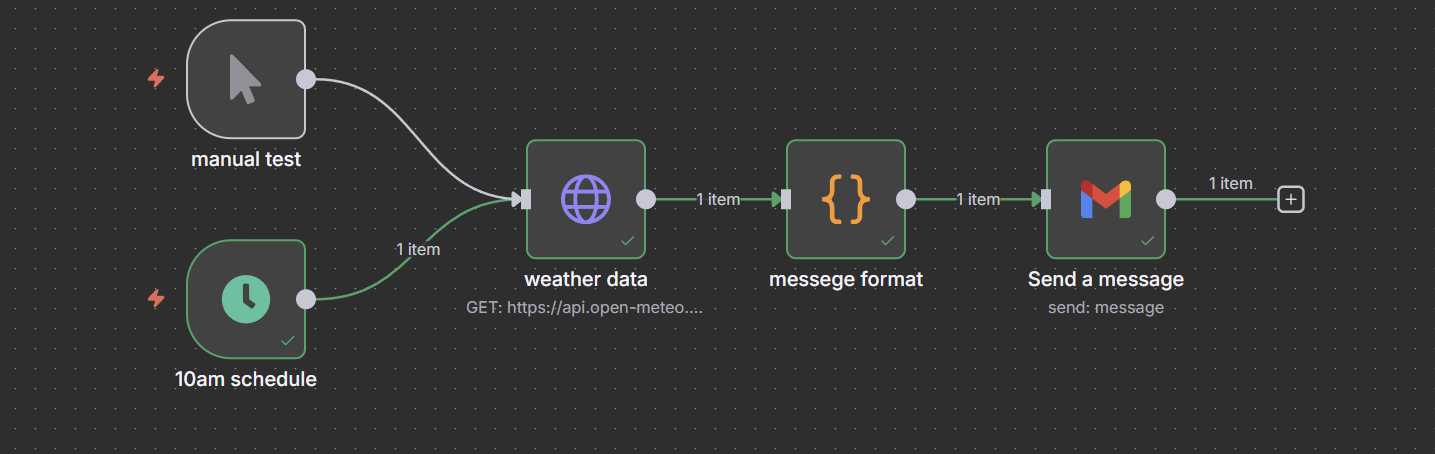 manual test
1 item
10am schedule
weather data
GET: https://api.open-meteo....
1 item
messege format
1 item
Send a message
send: message
1 item